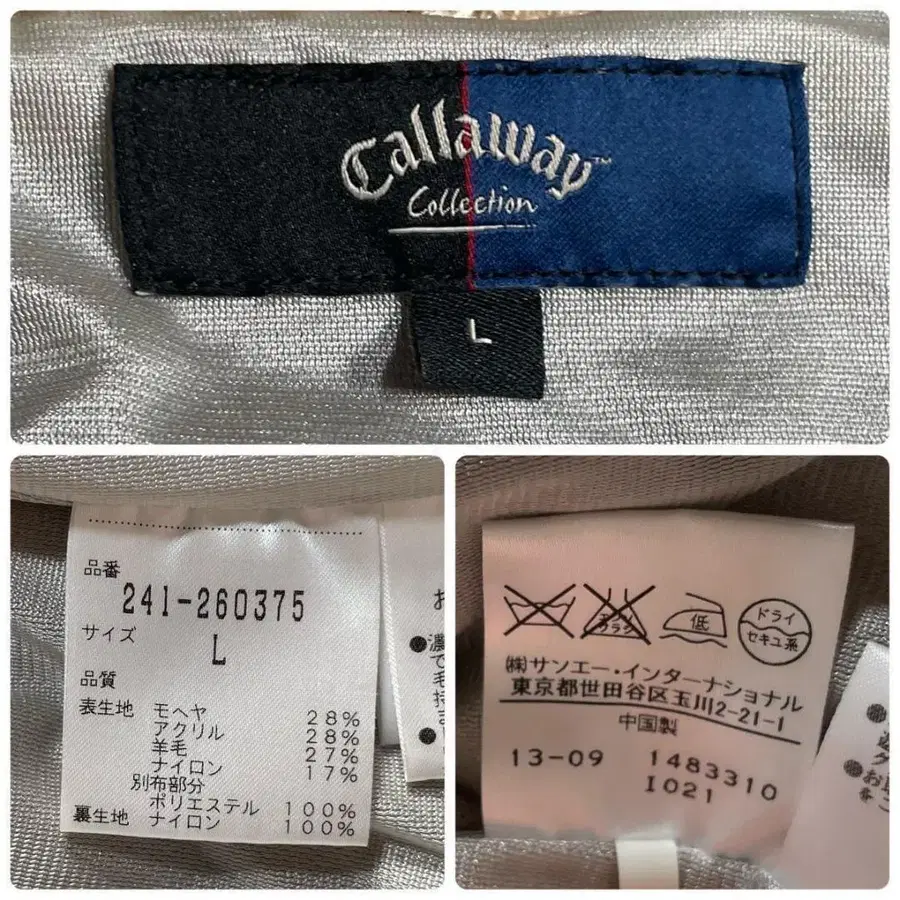 Callaway™
Collection
L
品番
241-260375
サイズ
L
品質
表生地 モヘヤ 28%
アクリル 28%
羊毛 27%
ナイロン 17%
別布部分
ポリエステル 100%
裏生地 ナイロン 100%
低
ドライ
セキユ系
㈱サンエー・インターナショナル
東京都世田谷区玉川2-21-1
中国製
13-09 1483310
I021